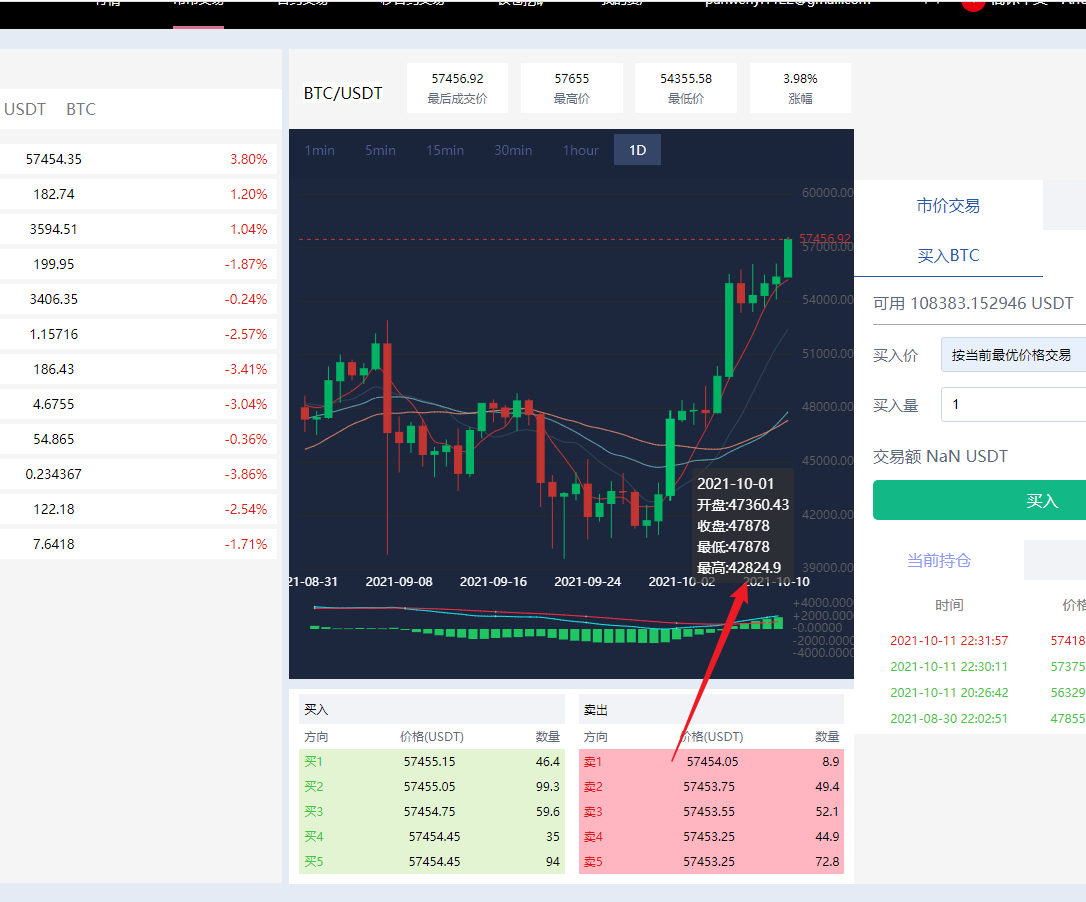 USDT BTC
57454.35 3.80%
182.74 1.20%
3594.51 1.04%
199.95 -1.87%
3406.35 -0.24%
1.15716 -2.57%
186.43 -3.41%
4.6755 -3.04%
54.865 -0.36%
0.234367 -3.86%
122.18 -2.54%
7.6418 -1.71%
BTC/USDT
57456.92
最后成交价
57655
最高价
54355.58
最低价
3.98%
涨幅
1min 5min 15min 30min 1hour 1D
60000.00
57456.92
57000.00
54000.00
51000.00
48000.00
45000.00
42000.00
39000.00
2021-10-01
开盘:47360.43
收盘:47878
最低:47878
最高:42824.9
21-08-31 2021-09-08 2021-09-16 2021-09-24 2021-10-02 2021-10-10
+4000.000
+2000.000
-0.00000
-2000.000
-4000.000
买入
方向 价格(USDT) 数量
买1 57455.15 46.4
买2 57455.05 99.3
买3 57454.75 59.6
买4 57454.45 35
买5 57454.45 94
卖出
方向 价格(USDT) 数量
卖1 57454.05 8.9
卖2 57453.75 49.4
卖3 57453.55 52.1
卖4 57453.25 44.9
卖5 57453.25 72.8
市价交易
买入BTC
可用 108383.152946 USDT
买入价 按当前最优价格交易
买入量 1
交易额 NaN USDT
买入
当前持仓
时间 价格
2021-10-11 22:31:57 57418
2021-10-11 22:30:11 57375
2021-10-11 20:26:42 56329
2021-08-30 22:02:51 47855